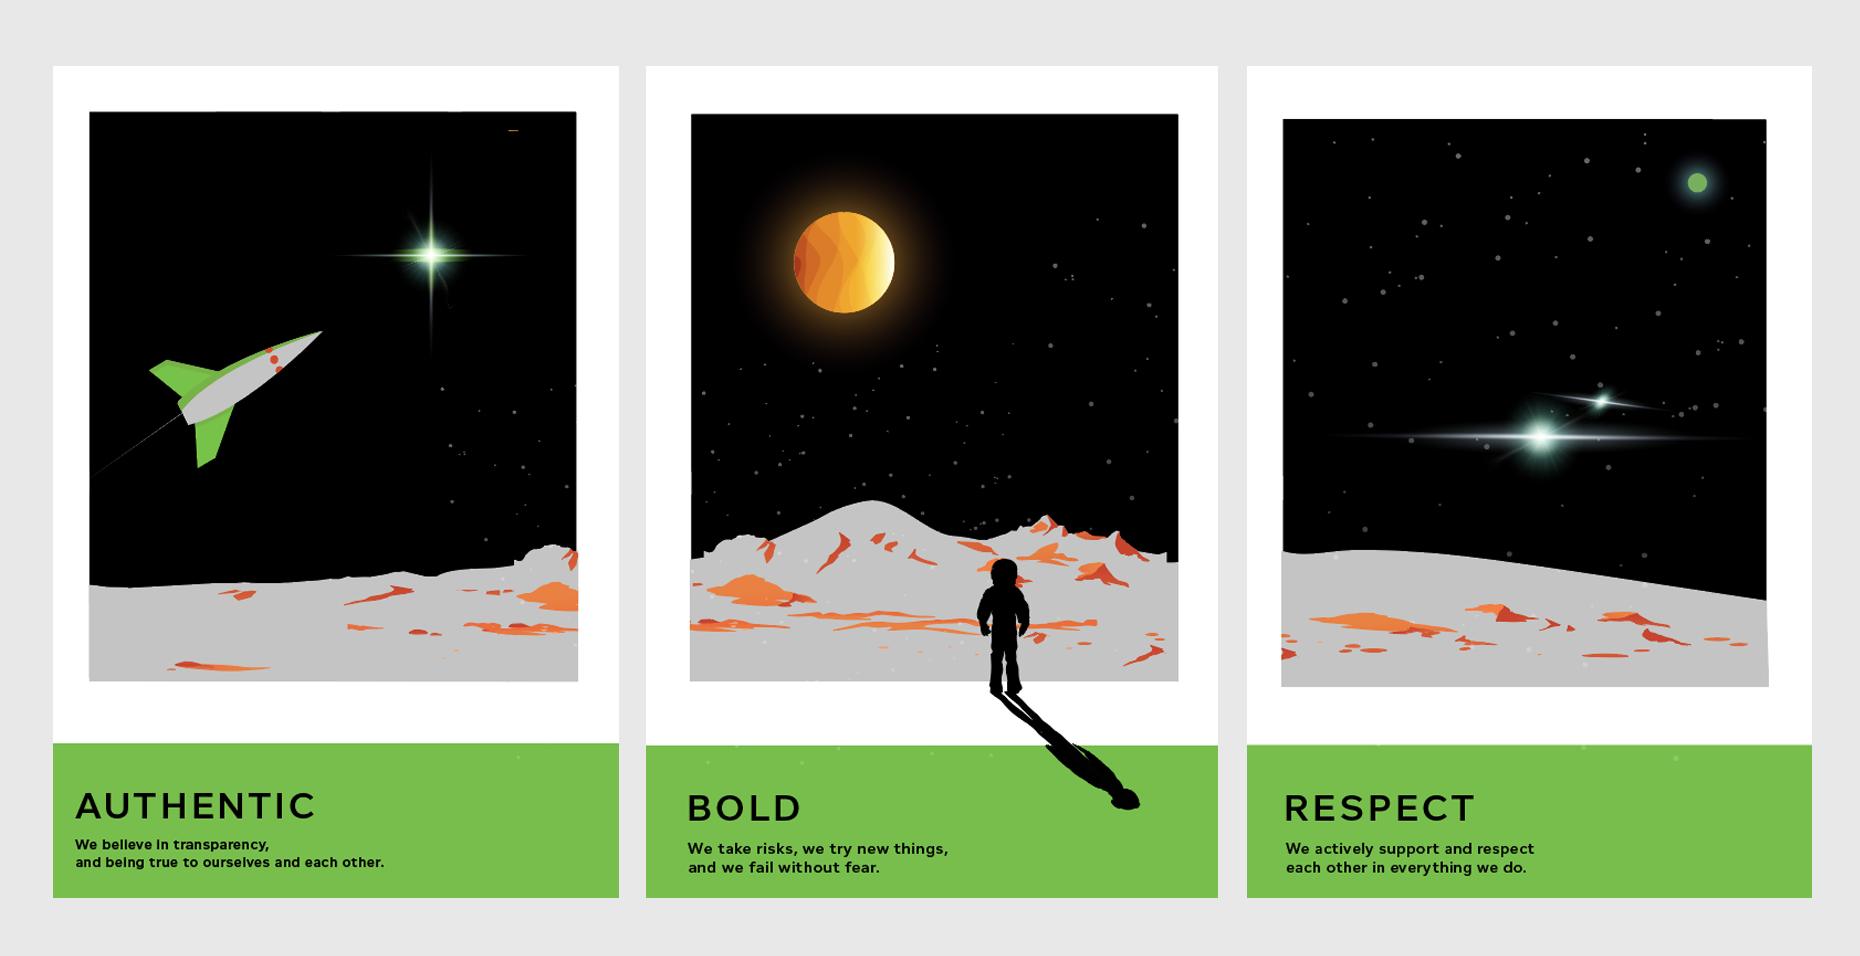 AUTHENTIC
We believe in transparency,
and being true to ourselves and each other.
BOLD
We take risks, we try new things,
and we fail without fear.
RESPECT
We actively support and respect
each other in everything we do.